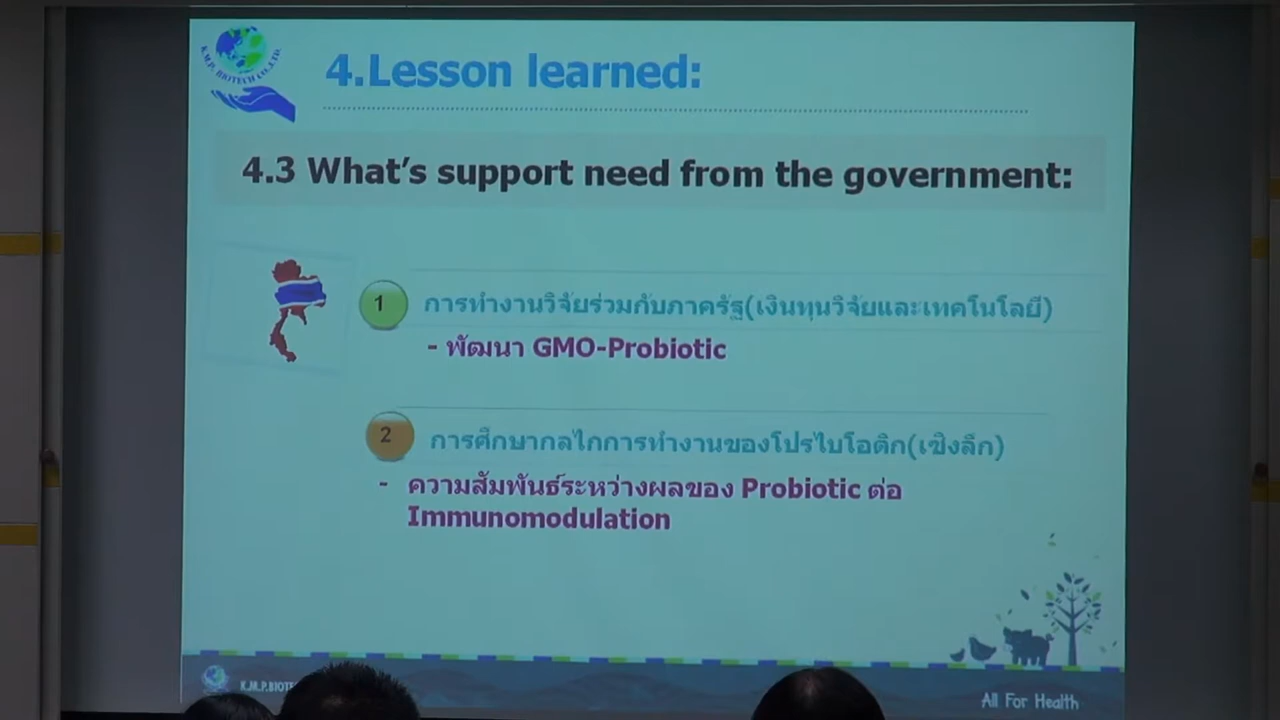 K.M.P. BIOTECH CO.,LTD.
4.Lesson learned:
4.3 What's support need from the government:
1 การทำงานวิจัยร่วมกับภาครัฐ(เงินทุนวิจัยและเทคโนโลยี)
- พัฒนา GMO-Probiotic
2 การศึกษากลไกการทำงานของโปรไบโอติก(เชิงลึก)
- ความสัมพันธ์ระหว่างผลของ Probiotic ต่อ
Immunomodulation
K.M.P.BIOTE
All For Health